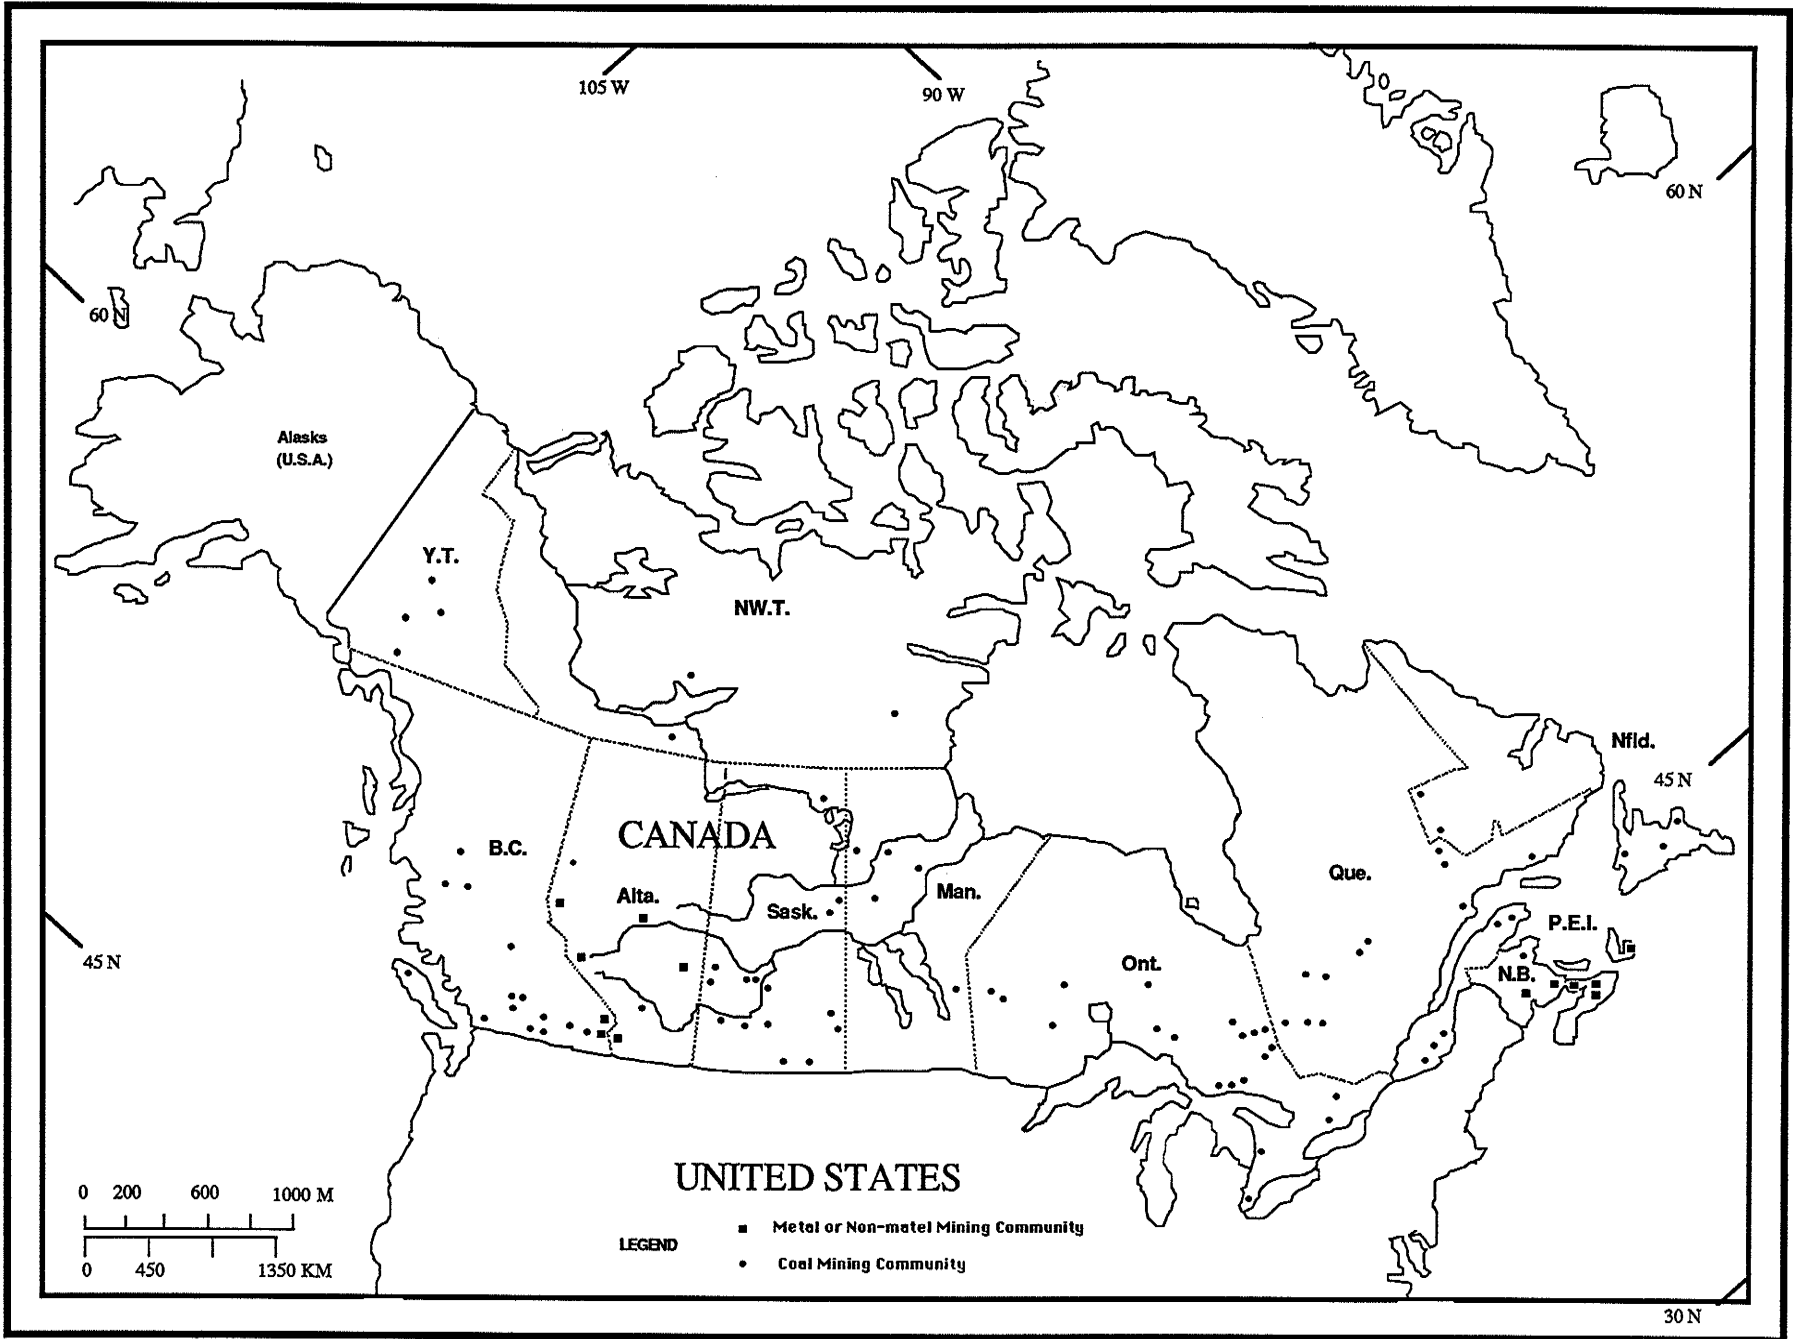 105 W
90 W
60 N
60 N
Alasks
(U.S.A.)
Y.T.
NW.T.
Nfld.
45 N
CANADA
B.C.
Que.
Alta.
Man.
Sask.
P.E.I.
45 N
Ont.
N.B.
UNITED STATES
0 200 600 1000 M
0 450 1350 KM
LEGEND
Metal or Non-matel Mining Community
Coal Mining Community
30 N